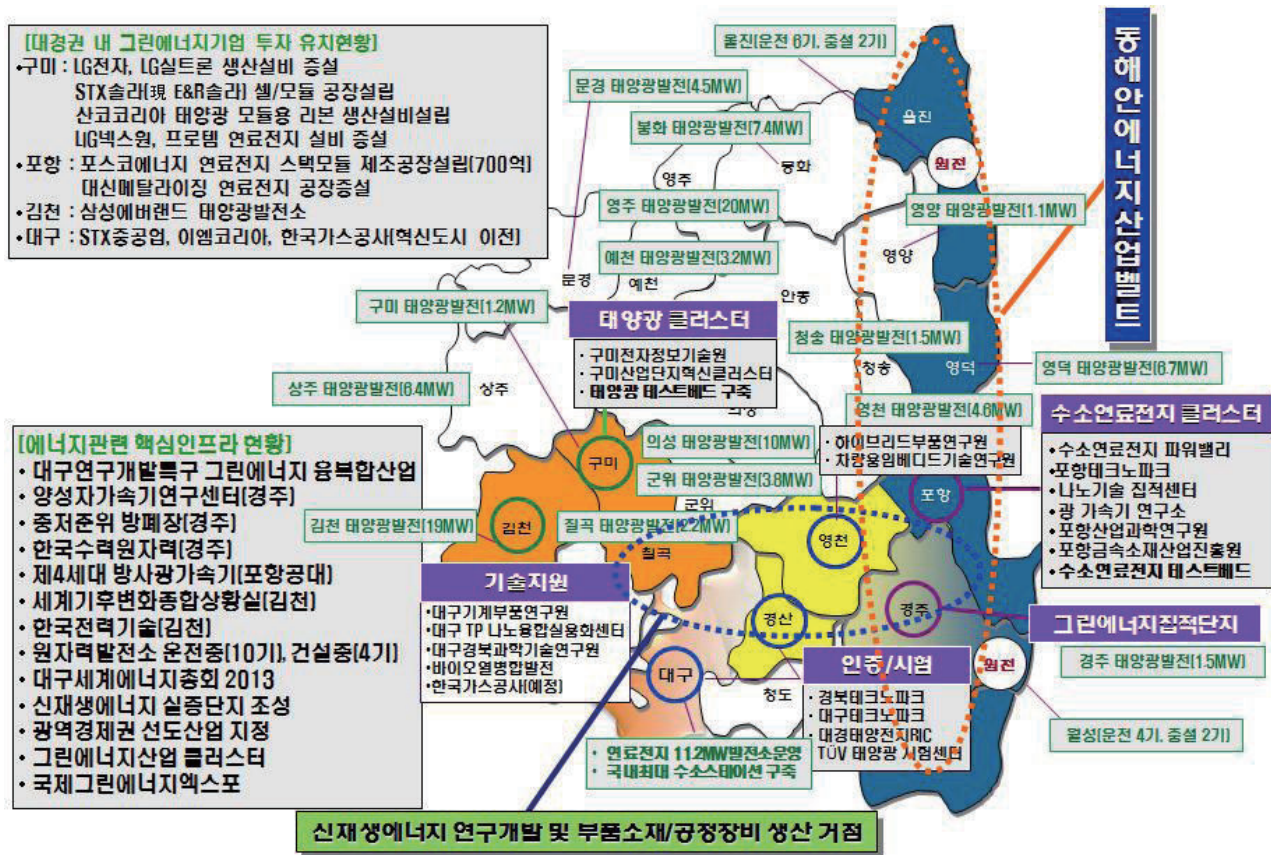 [대경권 내 그린에너지기업 투자 유치현황]
•구미 : LG전자, LG실트론 생산설비 증설
STX솔라(現 E&R솔라) 셀/모듈 공장설립
산코코리아 태양광 모듈용 리본 생산설비설립
LIG넥스원, 프로템 연료전지 설비 증설
•포항 : 포스코에너지 연료전지 스택모듈 제조공장설립(700억)
대신메탈라이징 연료전지 공장증설
•김천 : 삼성에버랜드 태양광발전소
•대구 : STX중공업, 이엠코리아, 한국가스공사(혁신도시 이전)
울진(운전 6기, 중설 2기)
문경 태양광발전(4.5MW)
봉화 태양광발전(7.4MW)
울진
원전
봉화
영주
영주 태양광발전(20MW)
영양 태양광발전(1.1MW)
영양
예천 태양광발전(3.2MW)
문경
예천
안동
동해안에너지산업벨트
구미 태양광발전(1.2MW)
태양광 클러스터
· 구미전자정보기술원
· 구미산업단지혁신클러스터
· 태양광 테스트베드 구축
청송 태양광발전(1.5MW)
청송
영덕
영덕 태양광발전(6.7MW)
상주 태양광발전(6.4MW)
상주
의성
영천 태양광발전(4.6MW)
· 하이브리드부품연구원
· 차량용임베디드기술연구원
수소연료전지 클러스터
· 수소연료전지 파워밸리
· 포항테크노파크
· 나노기술 집적센터
· 광 가속기 연구소
· 포항산업과학연구원
· 포항금속소재산업진흥원
· 수소연료전지 테스트베드
[에너지관련 핵심인프라 현황]
• 대구연구개발특구 그린에너지 융복합산업
• 양성자가속기연구센터(경주)
• 중저준위 방폐장(경주)
• 한국수력원자력(경주)
• 제4세대 방사광가속기(포항공대)
• 세계기후변화종합상황실(김천)
• 한국전력기술(김천)
• 원자력발전소 운전중(10기), 건설중(4기)
• 대구세계에너지총회 2013
• 신재생에너지 실증단지 조성
• 광역경제권 선도산업 지정
• 그린에너지산업 클러스터
• 국제그린에너지엑스포
의성 태양광발전(10MW)
구미
군위 태양광발전(3.8MW)
군위
포항
김천 태양광발전(19MW)
김천
칠곡 태양광발전(2.2MW)
칠곡
영천
기술지원
•대구기계부품연구원
•대구 TP 나노융합실용화센터
•대구경북과학기술연구원
•바이오열병합발전
•한국가스공사(예정)
경산
경주
그린에너지집적단지
경주 태양광발전(1.5MW)
대구
청도
인증/시험
· 경북테크노파크
· 대구테크노파크
· 대경태양전지RIC
TÜV 태양광 시험센터
원전
월성(운전 4기, 중설 2기)
· 연료전지 11.2MW발전소운영
· 국내최대 수소스테이션 구축
신재생에너지 연구개발 및 부품소재/공정장비 생산 거점